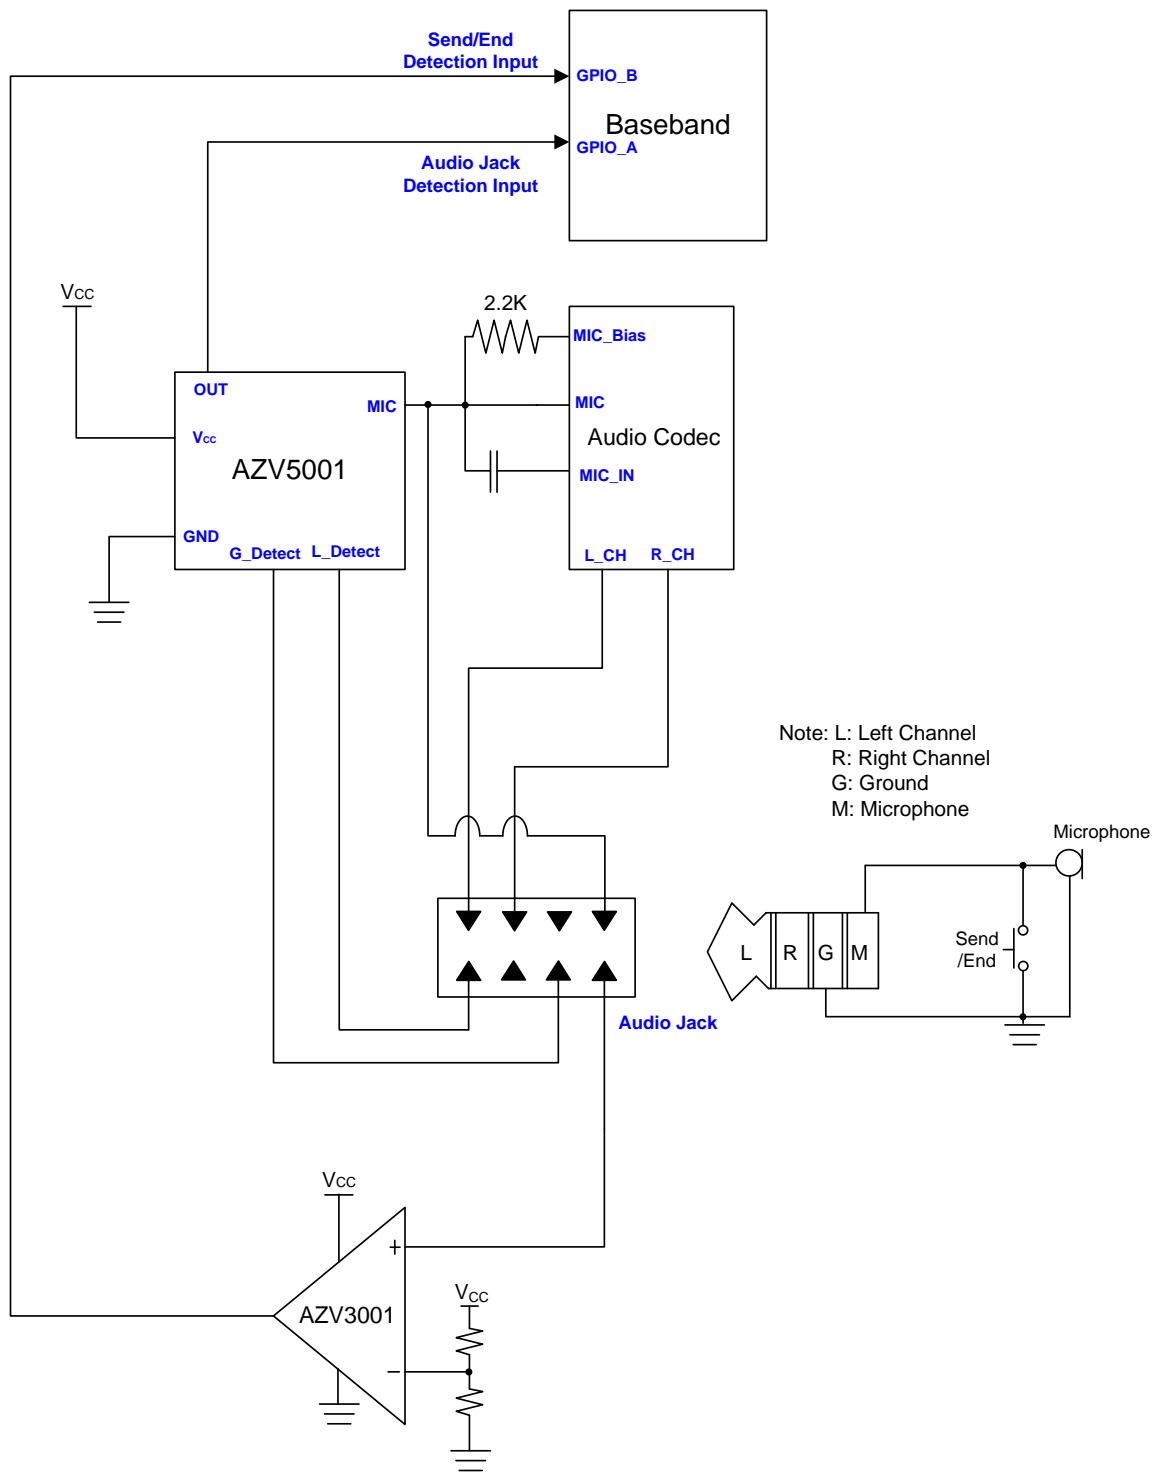 Send/End
Detection Input
GPIO_B
Baseband
GPIO_A
Audio Jack
Detection Input
VCC
2.2K
MIC_Bias
OUT
MIC
MIC
Vcc
Audio Codec
AZV5001
MIC_IN
GND
G_Detect
L_Detect
L_CH
R_CH
Note: L: Left Channel
R: Right Channel
G: Ground
M: Microphone
Microphone
L
R
G
M
Send
/End
Audio Jack
VCC
+
VCC
AZV3001
−